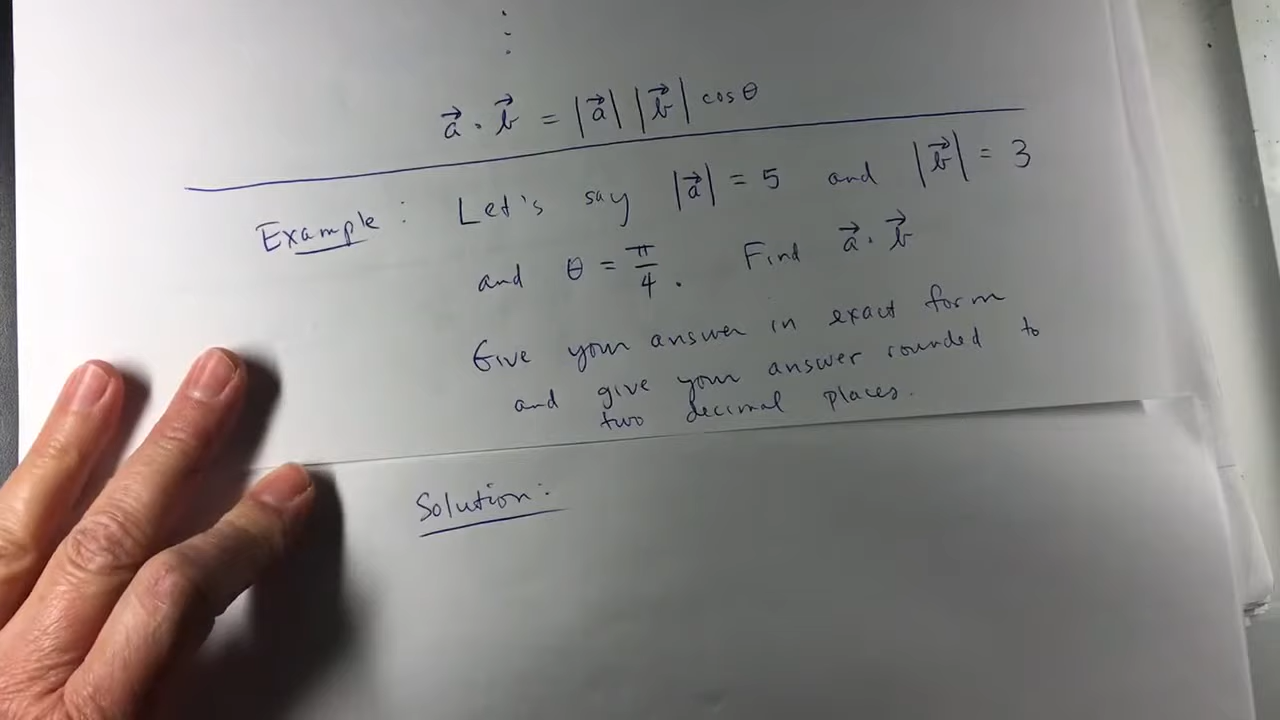 ⋮
a⃗ · b⃗ = |a⃗| |b⃗| cos θ
Example: Let's say |a⃗| = 5 and |b⃗| = 3
and θ = π/4. Find a⃗ · b⃗
Give your answer in exact form
and give your answer rounded to
two decimal places.
Solution: